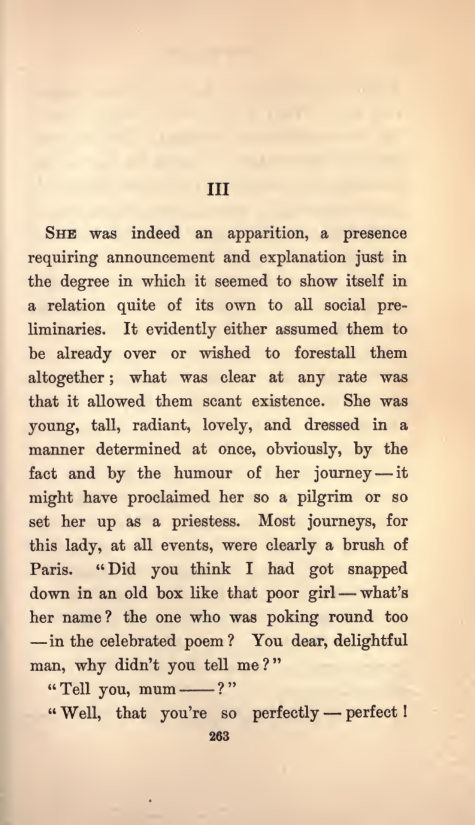 III
SHE was indeed an apparition, a presence
requiring announcement and explanation just in
the degree in which it seemed to show itself in
a relation quite of its own to all social pre-
liminaries. It evidently either assumed them to
be already over or wished to forestall them
altogether; what was clear at any rate was
that it allowed them scant existence. She was
young, tall, radiant, lovely, and dressed in a
manner determined at once, obviously, by the
fact and by the humour of her journey—it
might have proclaimed her so a pilgrim or so
set her up as a priestess. Most journeys, for
this lady, at all events, were clearly a brush of
Paris. “Did you think I had got snapped
down in an old box like that poor girl—what's
her name? the one who was poking round too
—in the celebrated poem? You dear, delightful
man, why didn't you tell me?”
“Tell you, mum——?”
“Well, that you're so perfectly—perfect!
263